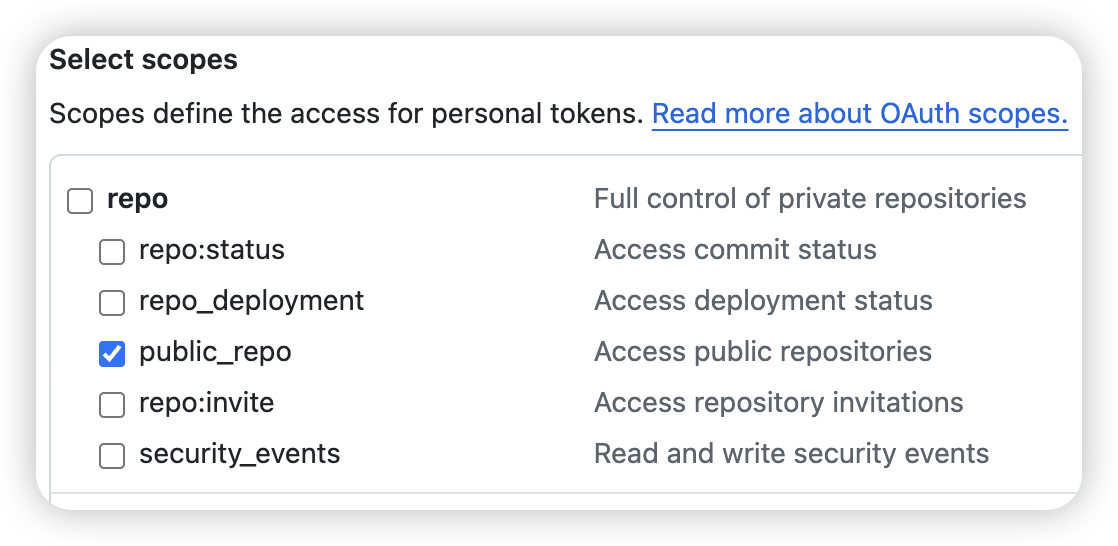 Select scopes
Scopes define the access for personal tokens. Read more about OAuth scopes.
repo Full control of private repositories
repo:status Access commit status
repo_deployment Access deployment status
public_repo Access public repositories
repo:invite Access repository invitations
security_events Read and write security events